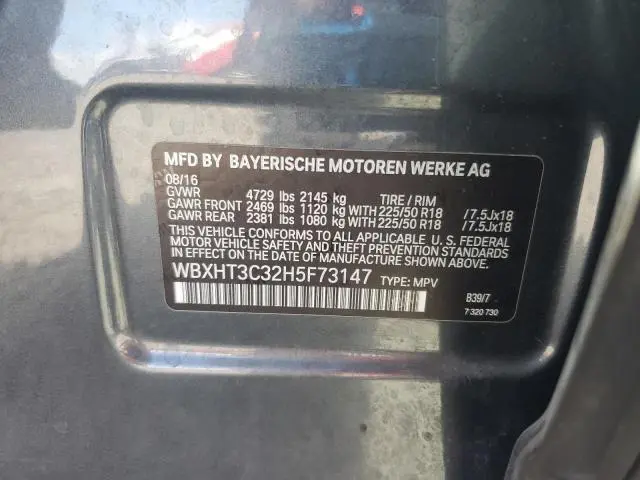 MFD BY BAYERISCHE MOTOREN WERKE AG
08/16
GVWR 4729 lbs 2145 kg TIRE / RIM
GAWR FRONT 2469 lbs 1120 kg WITH 225/50 R18 /7.5Jx18
GAWR REAR 2381 lbs 1080 kg WITH 225/50 R18 /7.5Jx18
THIS VEHICLE CONFORMS TO ALL APPLICABLE U. S. FEDERAL
MOTOR VEHICLE SAFETY, BUMPER, AND THEFT PREVENTION
STANDARDS IN EFFECT ON THE DATE OF MANUFACTURE SHOWN ABOVE.
WBXHT3C32H5F73147 TYPE: MPV
B39/7
7 320 730